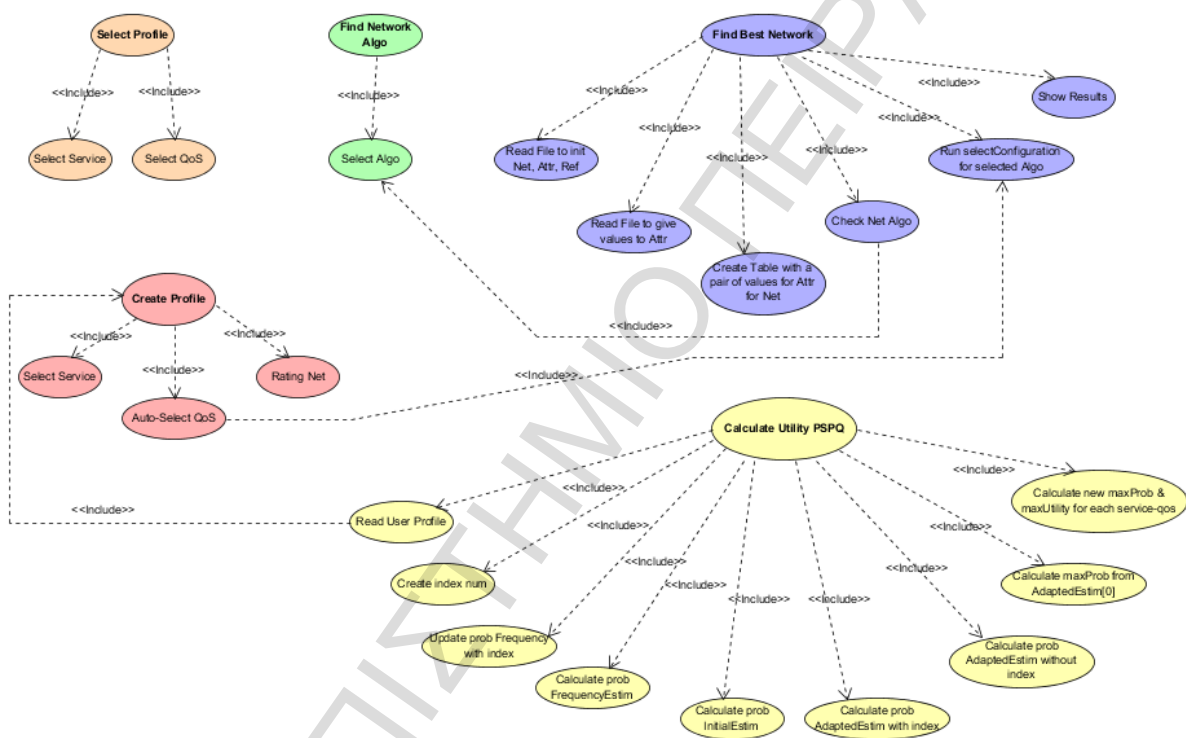 Select Profile
<<Include>>
<<Include>>
Select Service
Select QoS
Find Network
Algo
<<Include>>
Select Algo
Find Best Network
<<Include>>
<<Include>>
<<Include>>
<<Include>>
<<Include>>
<<Include>>
Show Results
Read File to init
Net, Attr, Ref
Run selectConfiguration
for selected Algo
Read File to give
values to Attr
Check Net Algo
Create Table with a
pair of values for Attr
for Net
<<Include>>
Create Profile
<<Include>>
<<Include>>
<<Include>>
Select Service
Rating Net
Auto-Select QoS
<<Include>>
Calculate Utility PSPQ
<<Include>>
<<Include>>
<<Include>>
<<Include>>
<<Include>>
<<Include>>
<<Include>>
<<Include>>
<<Include>>
<<Include>>
Read User Profile
Calculate new maxProb &
maxUtility for each service-qos
Create index num
Calculate maxProb from
AdaptedEstim[0]
Update prob Frequency
with index
Calculate prob
FrequencyEstim
Calculate prob
InitialEstim
Calculate prob
AdaptedEstim with index
Calculate prob
AdaptedEstim without
index